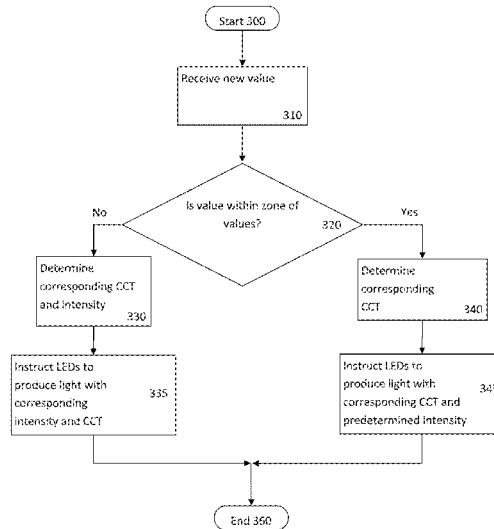 Start 300
Receive new value
310
Is value within zone of
values?
320
No
Yes
Determine
corresponding CCT
and intensity
330
Determine
corresponding
CCT
340
Instruct LEDs to
produce light with
corresponding
intensity and CCT
335
Instruct LEDs to
produce light with
corresponding CCT and
predetermined intensity
End 360